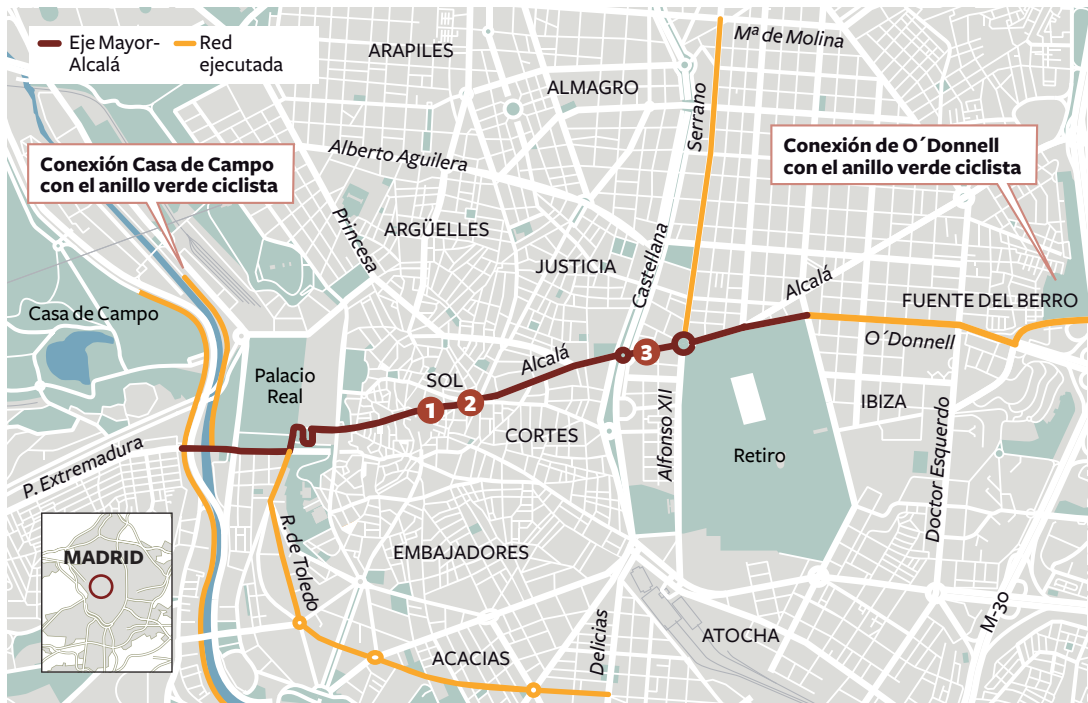 Eje Mayor-
Alcalá
Red
ejecutada
ARAPILES
Mª de Molina
ALMAGRO
Serrano
Conexión Casa de Campo
con el anillo verde ciclista
Alberto Aguilera
Conexión de O´Donnell
con el anillo verde ciclista
Princesa
ARGÜELLES
JUSTICIA
Castellana
Alcalá
FUENTE DEL BERRO
Casa de Campo
O´Donnell
Alcalá
3
Palacio
Real
SOL
1
2
CORTES
Alfonso XII
IBIZA
P. Extremadura
Retiro
Doctor Esquerdo
MADRID
R. de Toledo
EMBAJADORES
M-30
Delicias
ATOCHA
ACACIAS